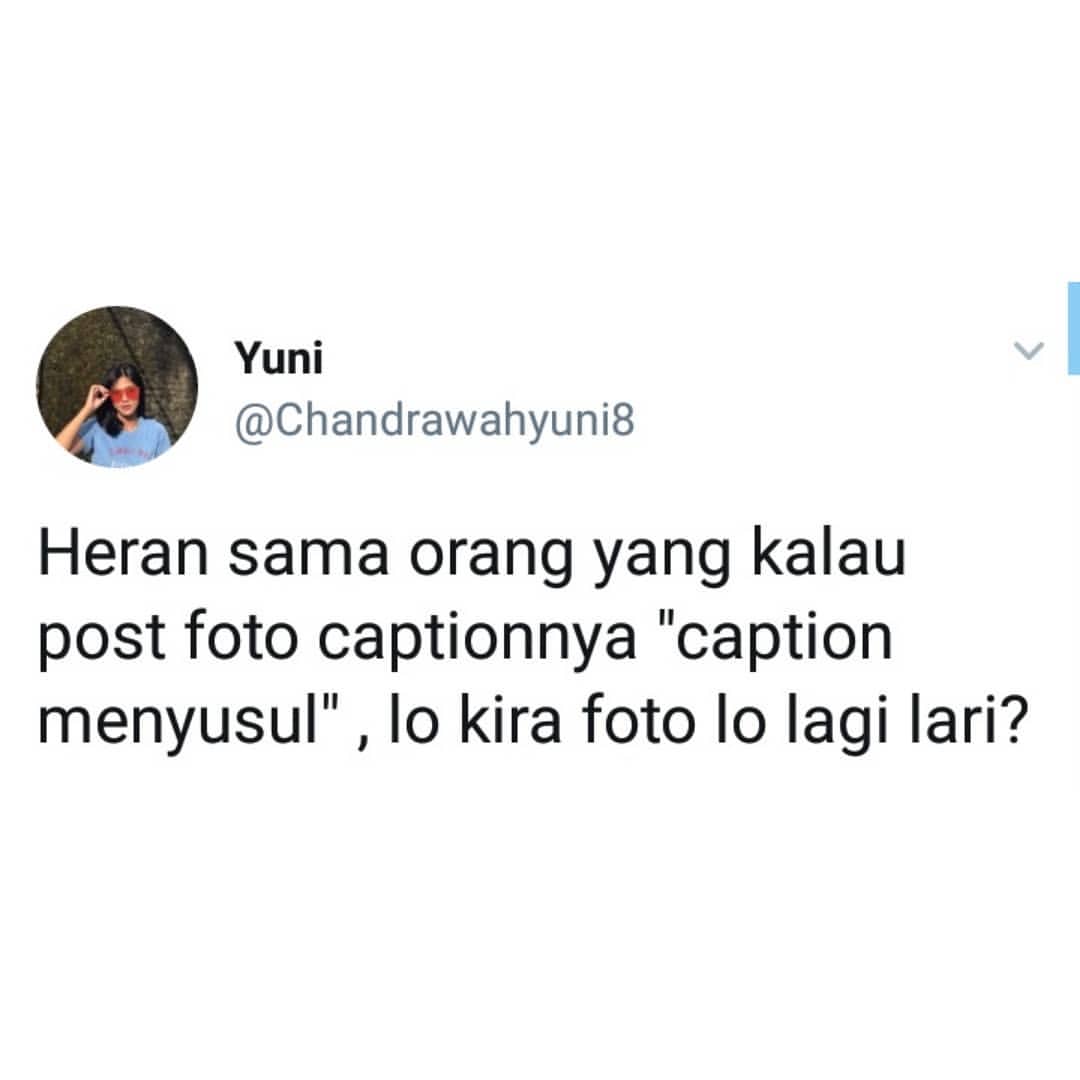 Yuni
@Chandrawahyuni8
Heran sama orang yang kalau
post foto captionnya "caption
menyusul" , lo kira foto lo lagi lari?